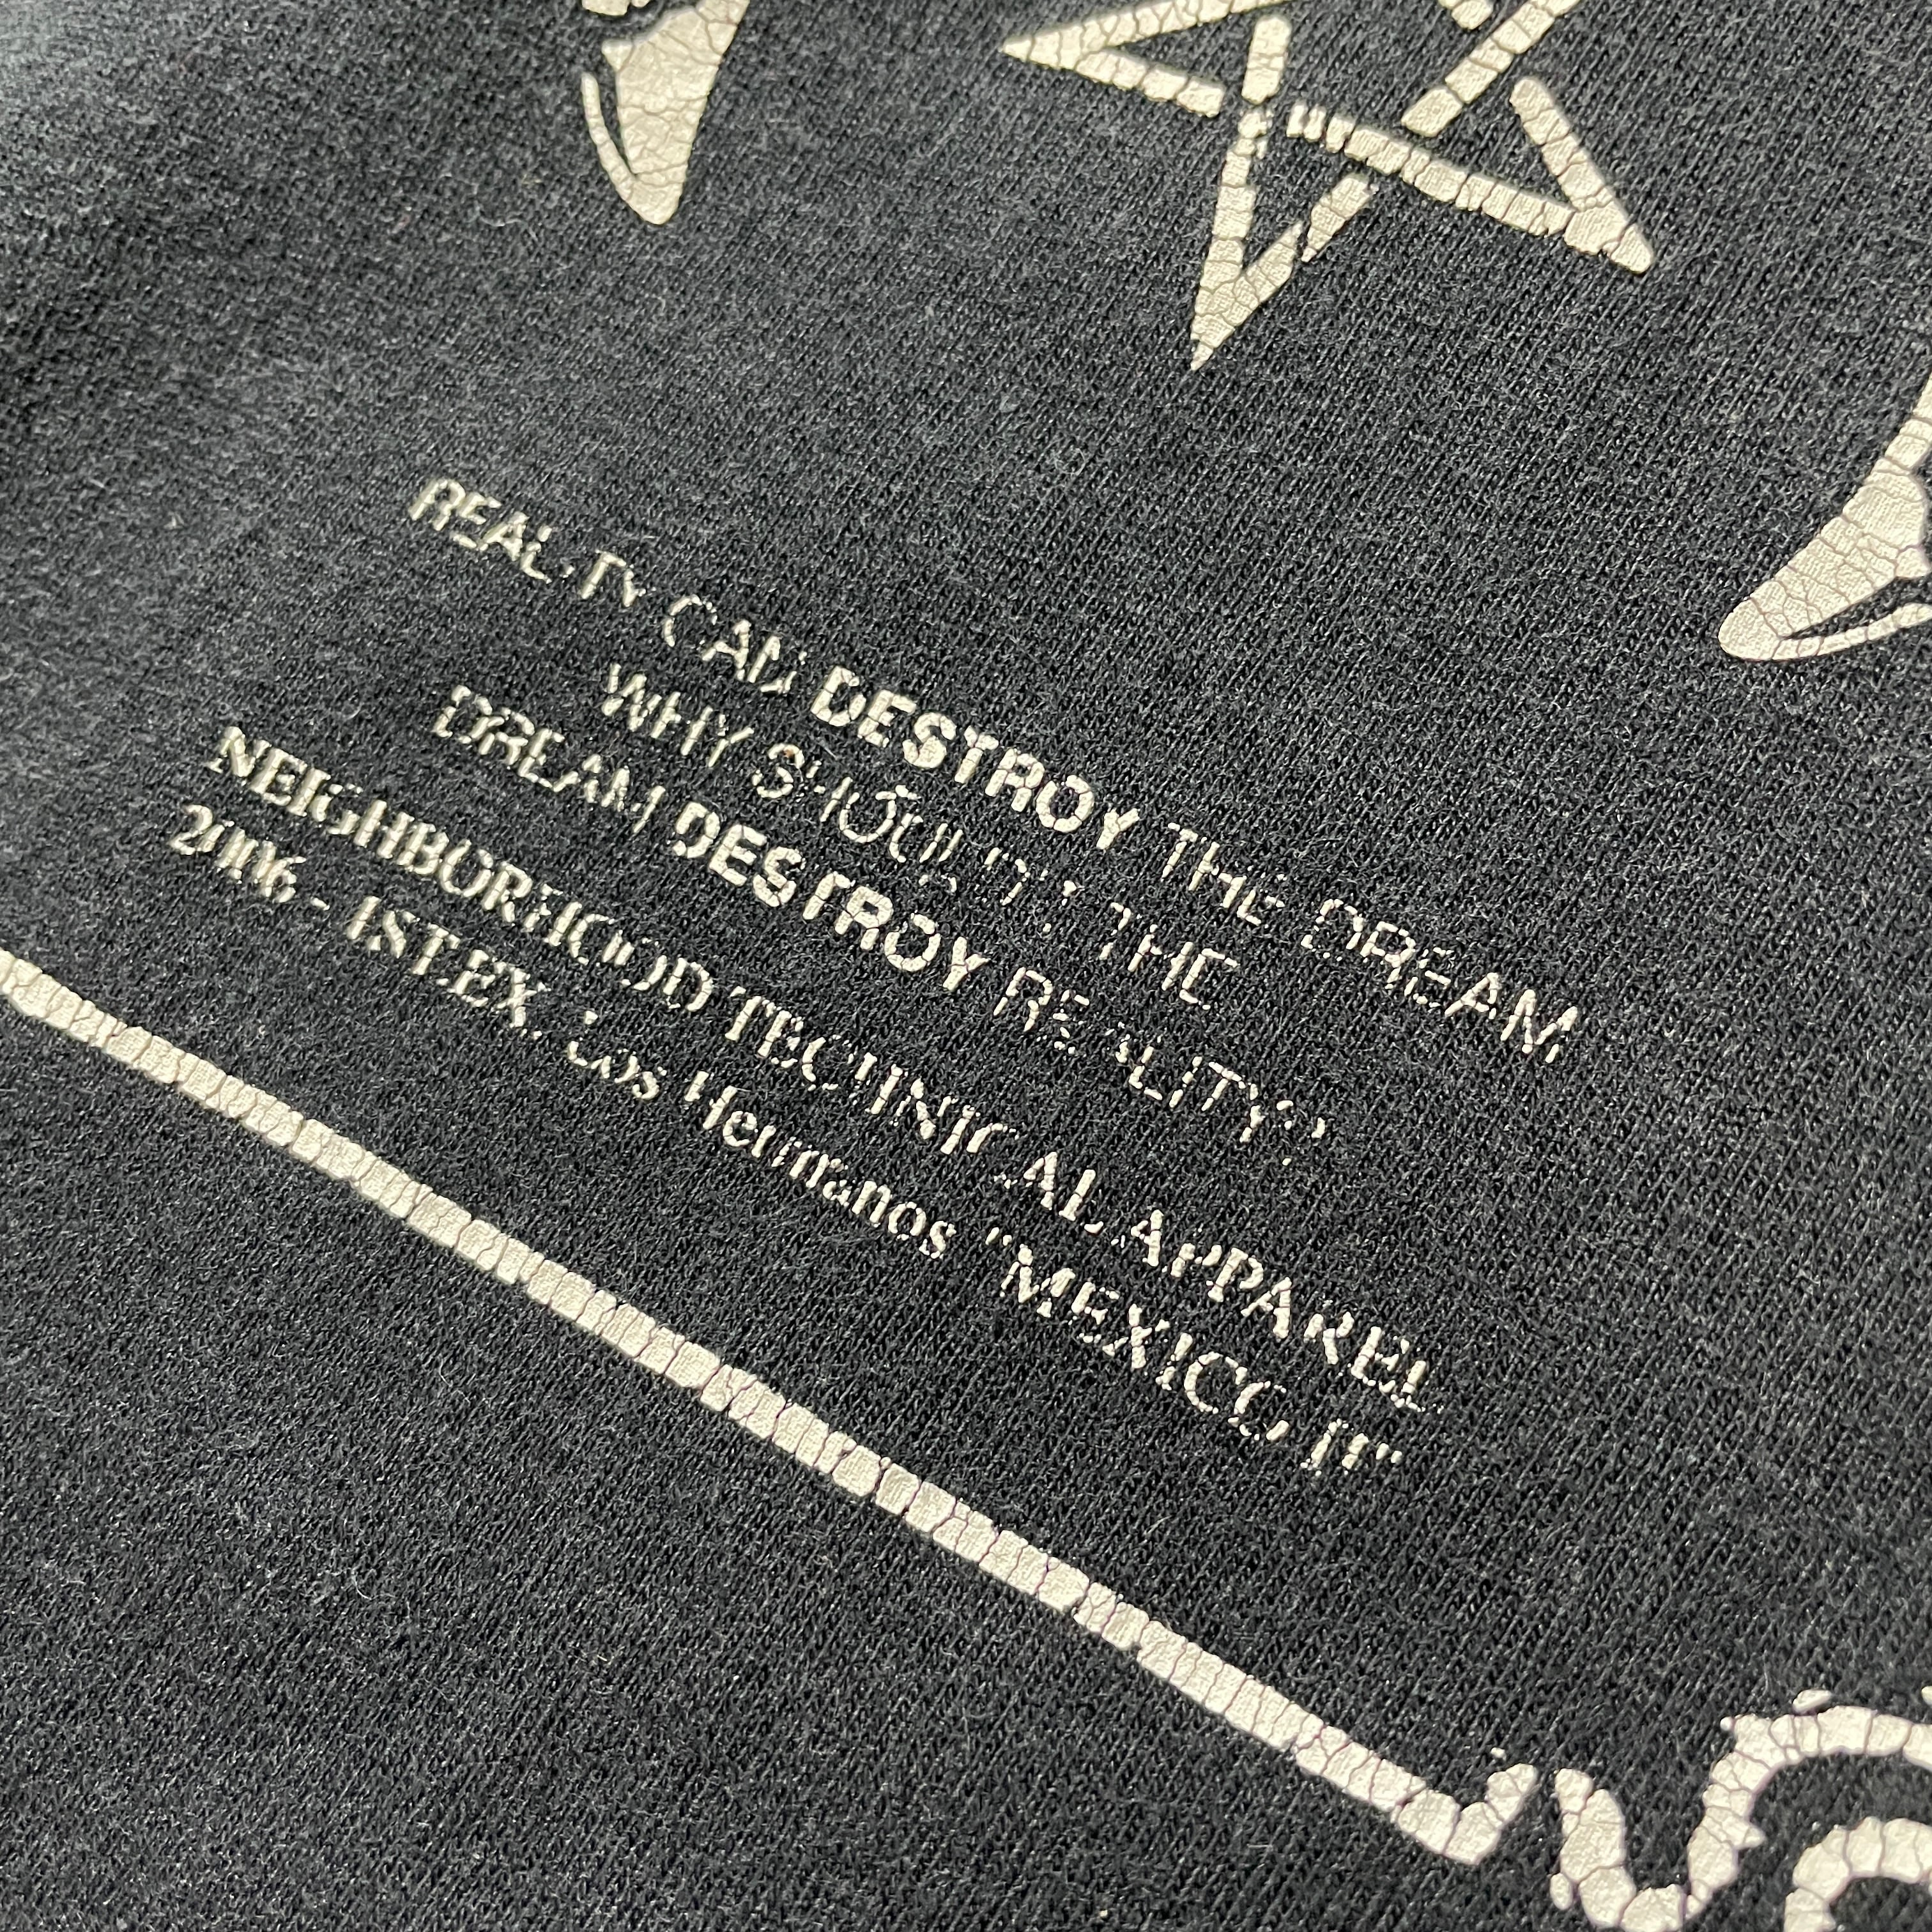 REALITY CAN DESTROY THE DREAM
WHY SHOULDN'T THE
DREAM DESTROY REALITY?
NEIGHBORHOOD TECHNICAL APPAREL
2006 - 1ST.EX. Los Hermanos "MEXICO II"